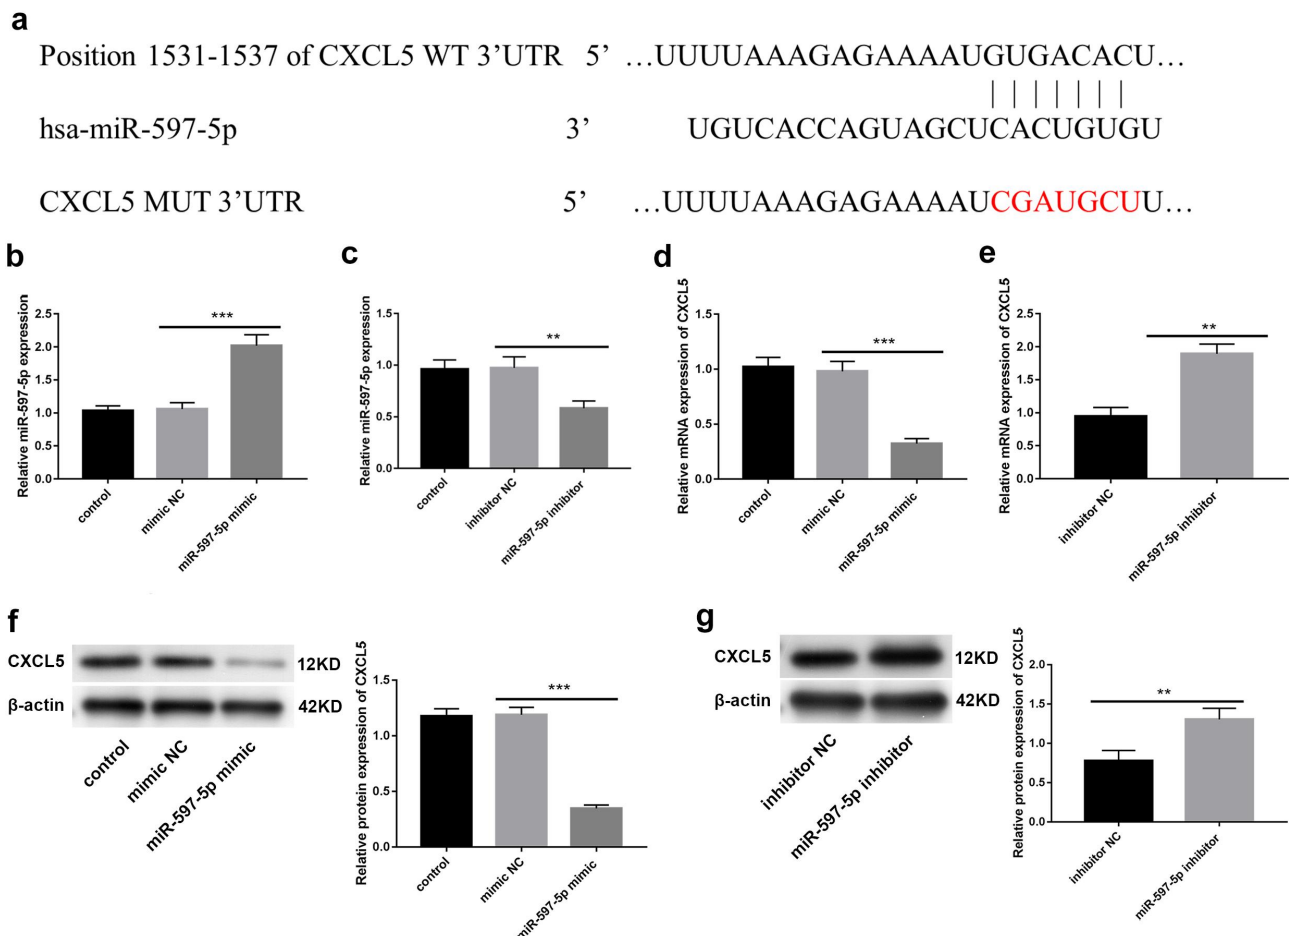 a
Position 1531-1537 of CXCL5 WT 3’UTR 5’ …UUUUAAAGAGAAAAUGUGACACU…
| | | | | | |
hsa-miR-597-5p 3’ UGUCACCAGUAGCUCACUGUGU
CXCL5 MUT 3’UTR 5’ …UUUUAAAGAGAAAAUCGAUGCUU…
b
Relative miR-597-5p expression
2.5
2.0
1.5
1.0
0.5
0.0
***
control
mimic NC
miR-597-5p mimic
c
Relative miR-597-5p expression
1.5
1.0
0.5
0.0
**
control
inhibitor NC
miR-597-5p inhibitor
d
Relative mRNA expression of CXCL5
1.5
1.0
0.5
0.0
***
control
mimic NC
miR-597-5p mimic
e
Relative mRNA expression of CXCL5
2.5
2.0
1.5
1.0
0.5
0.0
**
inhibitor NC
miR-597-5p inhibitor
f
CXCL5 12KD
β-actin 42KD
control
mimic NC
miR-597-5p mimic
Relative protein expression of CXCL5
1.5
1.0
0.5
0.0
***
control
mimic NC
miR-597-5p mimic
g
CXCL5 12KD
β-actin 42KD
inhibitor NC
miR-597-5p inhibitor
Relative protein expression of CXCL5
2.0
1.5
1.0
0.5
0.0
**
inhibitor NC
miR-597-5p inhibitor